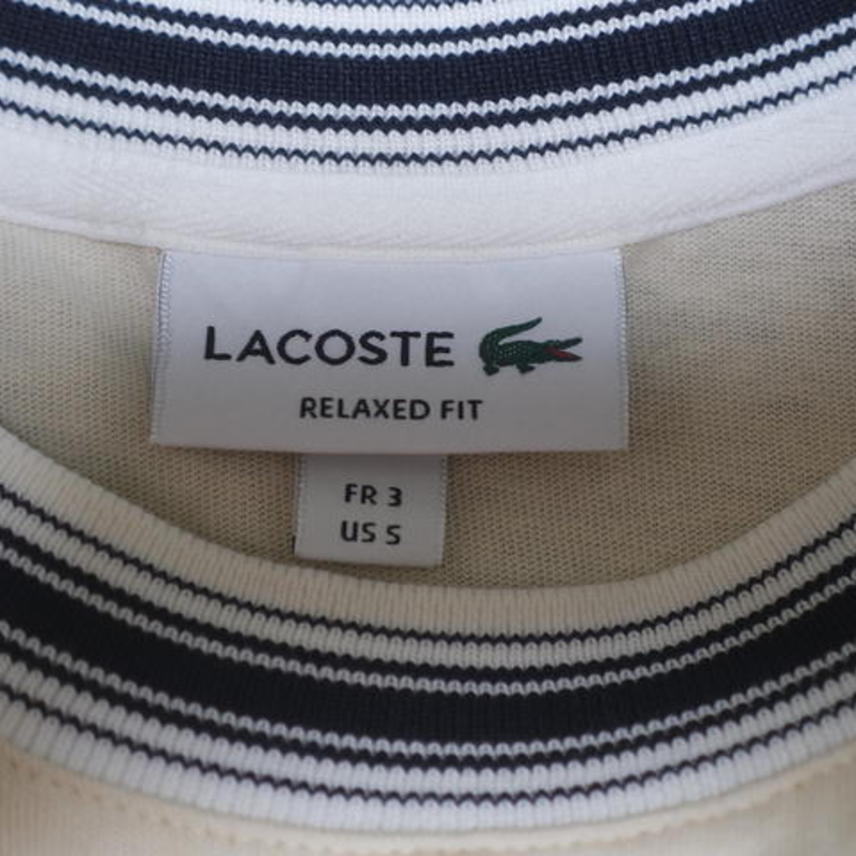 LACOSTE
RELAXED FIT
FR 3
US S